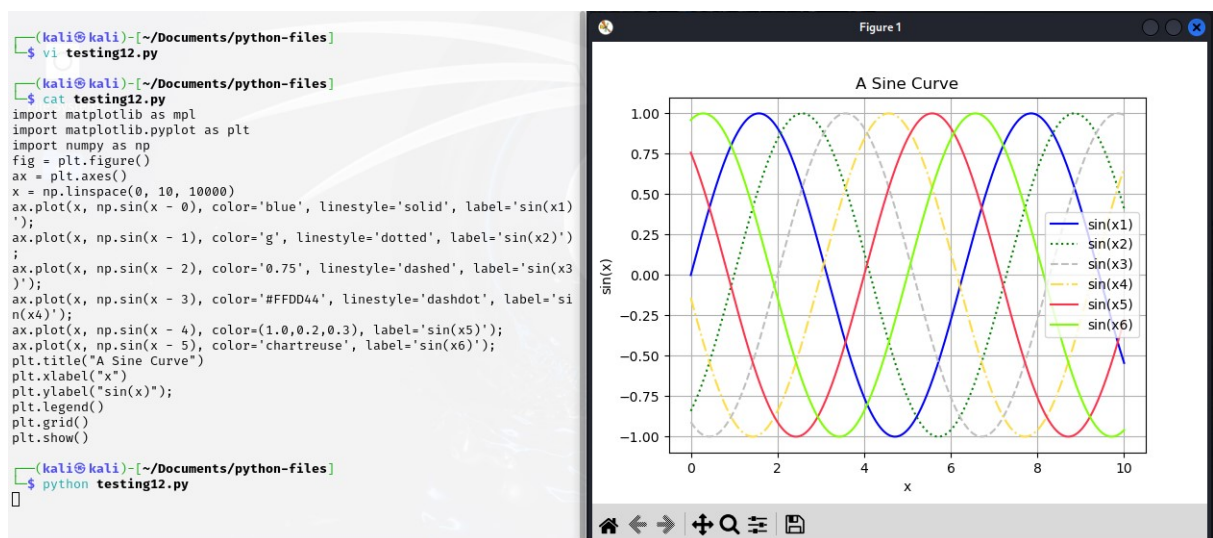 ┌──(kali㉿kali)-[~/Documents/python-files]
└─$ vi testing12.py
┌──(kali㉿kali)-[~/Documents/python-files]
└─$ cat testing12.py
import matplotlib as mpl
import matplotlib.pyplot as plt
import numpy as np
fig = plt.figure()
ax = plt.axes()
x = np.linspace(0, 10, 10000)
ax.plot(x, np.sin(x - 0), color='blue', linestyle='solid', label='sin(x1)
');
ax.plot(x, np.sin(x - 1), color='g', linestyle='dotted', label='sin(x2)')
;
ax.plot(x, np.sin(x - 2), color='0.75', linestyle='dashed', label='sin(x3
)');
ax.plot(x, np.sin(x - 3), color='#FFDD44', linestyle='dashdot', label='si
n(x4)');
ax.plot(x, np.sin(x - 4), color=(1.0,0.2,0.3), label='sin(x5)');
ax.plot(x, np.sin(x - 5), color='chartreuse', label='sin(x6)');
plt.title("A Sine Curve")
plt.xlabel("x")
plt.ylabel("sin(x)");
plt.legend()
plt.grid()
plt.show()
┌──(kali㉿kali)-[~/Documents/python-files]
└─$ python testing12.py
Figure 1
A Sine Curve
sin(x)
1.00
0.75
0.50
0.25
0.00
−0.25
−0.50
−0.75
−1.00
sin(x1)
sin(x2)
sin(x3)
sin(x4)
sin(x5)
sin(x6)
0 2 4 6 8 10
x